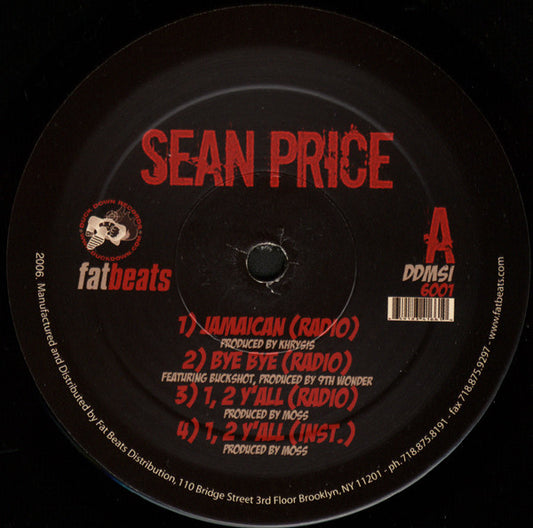 SEAN PRICE
DUCK DOWN RECORDS
fatbeats
A
DDMSI
6001
1) JAMAICAN (RADIO)
PRODUCED BY KHRYSIS
2) BYE BYE (RADIO)
FEATURING BUCKSHOT, PRODUCED BY 9TH WONDER
3) 1, 2 Y'ALL (RADIO)
PRODUCED BY MOSS
4) 1, 2 Y'ALL (INST.)
PRODUCED BY MOSS
2006 Manufactured and Distributed by Fat Beats Distribution, 110 Bridge Street 3rd Floor Brooklyn, NY 11201 - ph. 718.875.8191 - fax 718.875.9297 - www.fatbeats.com